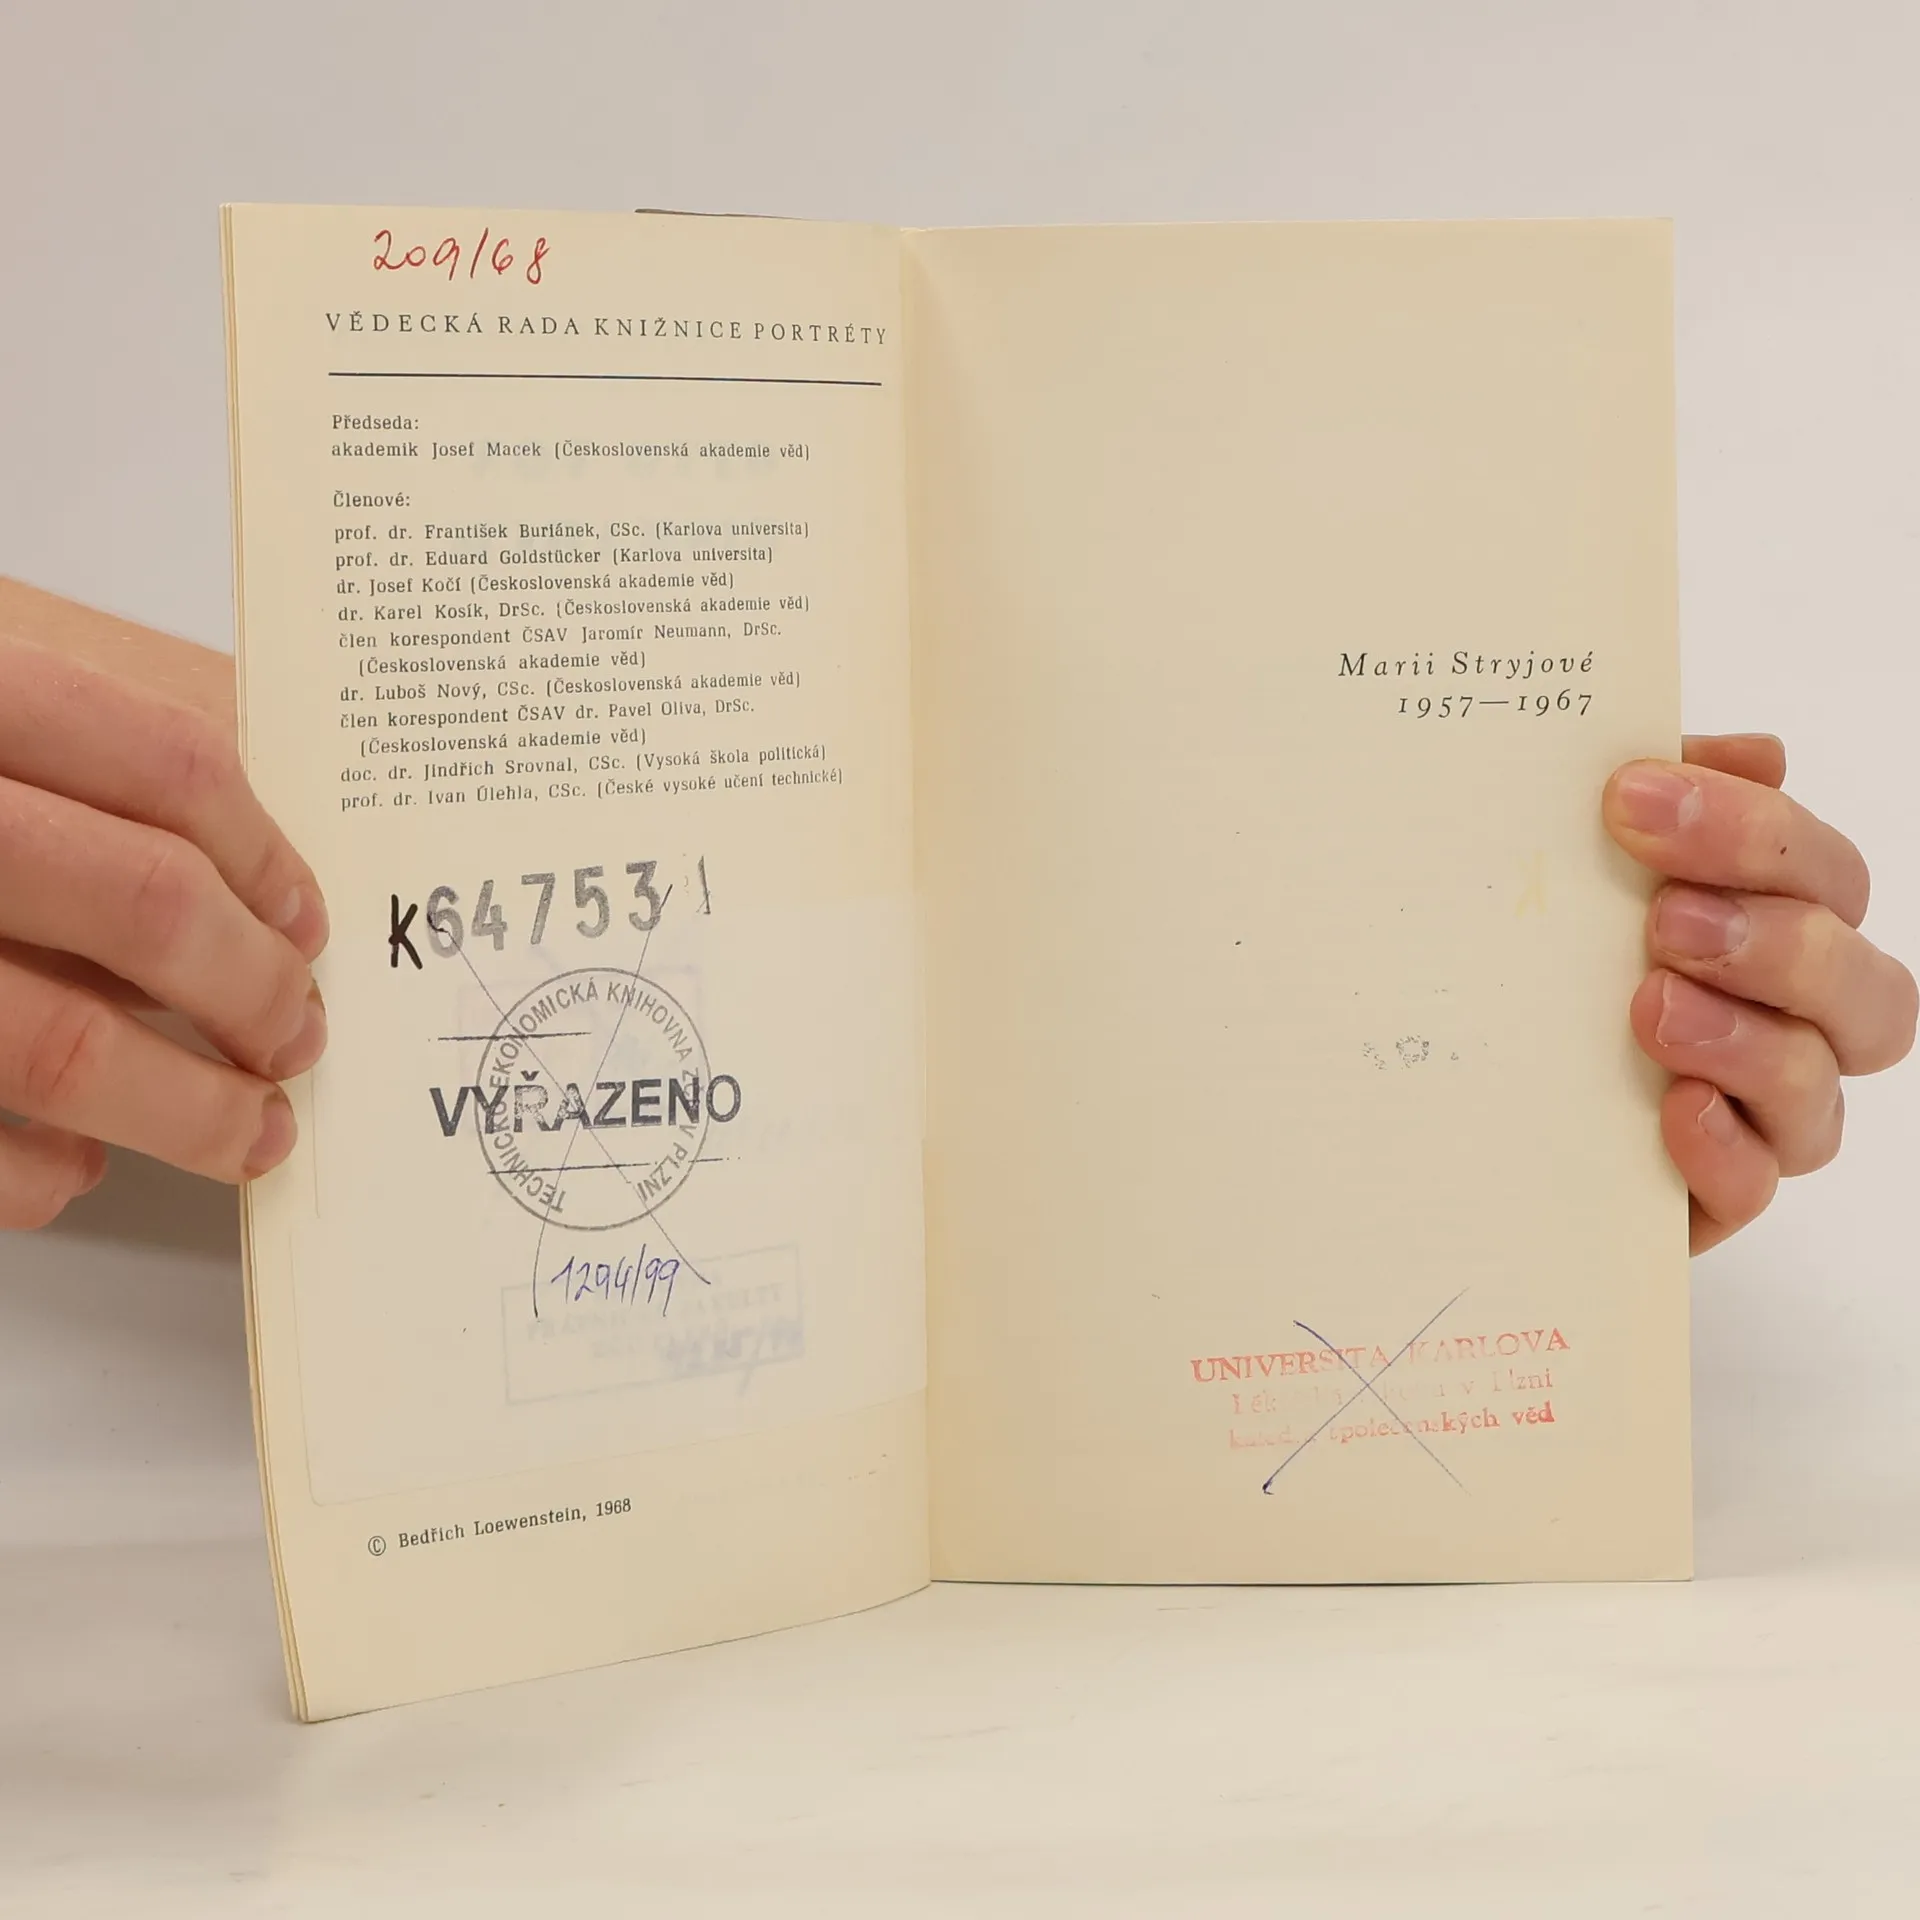 209/68
VĚDECKÁ RADA KNIŽNICE PORTRÉTY
Předseda:
akademik Josef Macek (Československá akademie věd)
Členové:
prof. dr. František Buriánek, CSc. (Karlova universita)
prof. dr. Eduard Goldstücker (Karlova universita)
dr. Josef Kočí (Československá akademie věd)
dr. Karel Kosík, DrSc. (Československá akademie věd)
člen korespondent ČSAV Jaromír Neumann, DrSc.
(Československá akademie věd)
dr. Luboš Nový, CSc. (Československá akademie věd)
člen korespondent ČSAV dr. Pavel Oliva, DrSc.
(Československá akademie věd)
doc. dr. Jindřich Srovnal, CSc. (Vysoká škola politická)
prof. dr. Ivan Úlehla, CSc. (České vysoké učení technické)
K64753
TECHNICKO-EKONOMICKÁ KNIHOVNA ZČU V PLZNI
VYŘAZENO
1294/99
© Bedřich Loewenstein, 1968
Marii Stryjové
1957—1967
UNIVERSITA KARLOVA
v Plzni
společenských věd